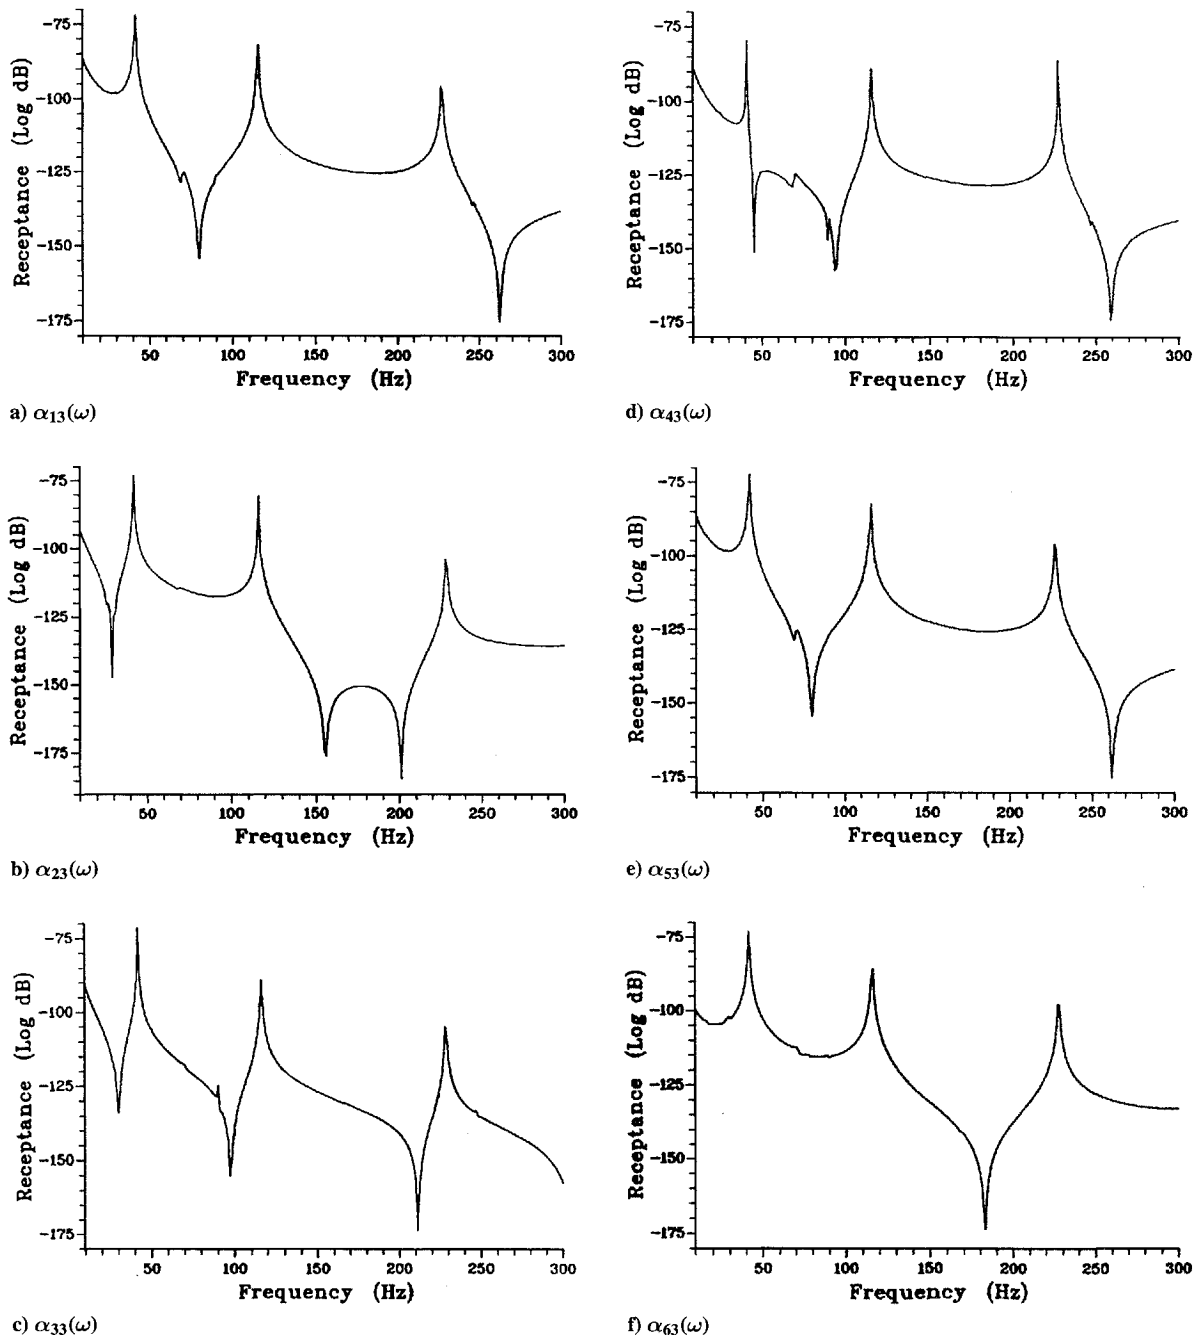 -75
-100
-125
-150
-175
Receptance (Log dB)
50 100 150 200 250 300
Frequency (Hz)
a) α13(ω)
-75
-100
-125
-150
-175
Receptance (Log dB)
50 100 150 200 250 300
Frequency (Hz)
d) α43(ω)
-75
-100
-125
-150
-175
Receptance (Log dB)
50 100 150 200 250 300
Frequency (Hz)
b) α23(ω)
-75
-100
-125
-150
-175
Receptance (Log dB)
50 100 150 200 250 300
Frequency (Hz)
e) α53(ω)
-75
-100
-125
-150
-175
Receptance (Log dB)
50 100 150 200 250 300
Frequency (Hz)
c) α33(ω)
-75
-100
-125
-150
-175
Receptance (Log dB)
50 100 150 200 250 300
Frequency (Hz)
f) α63(ω)